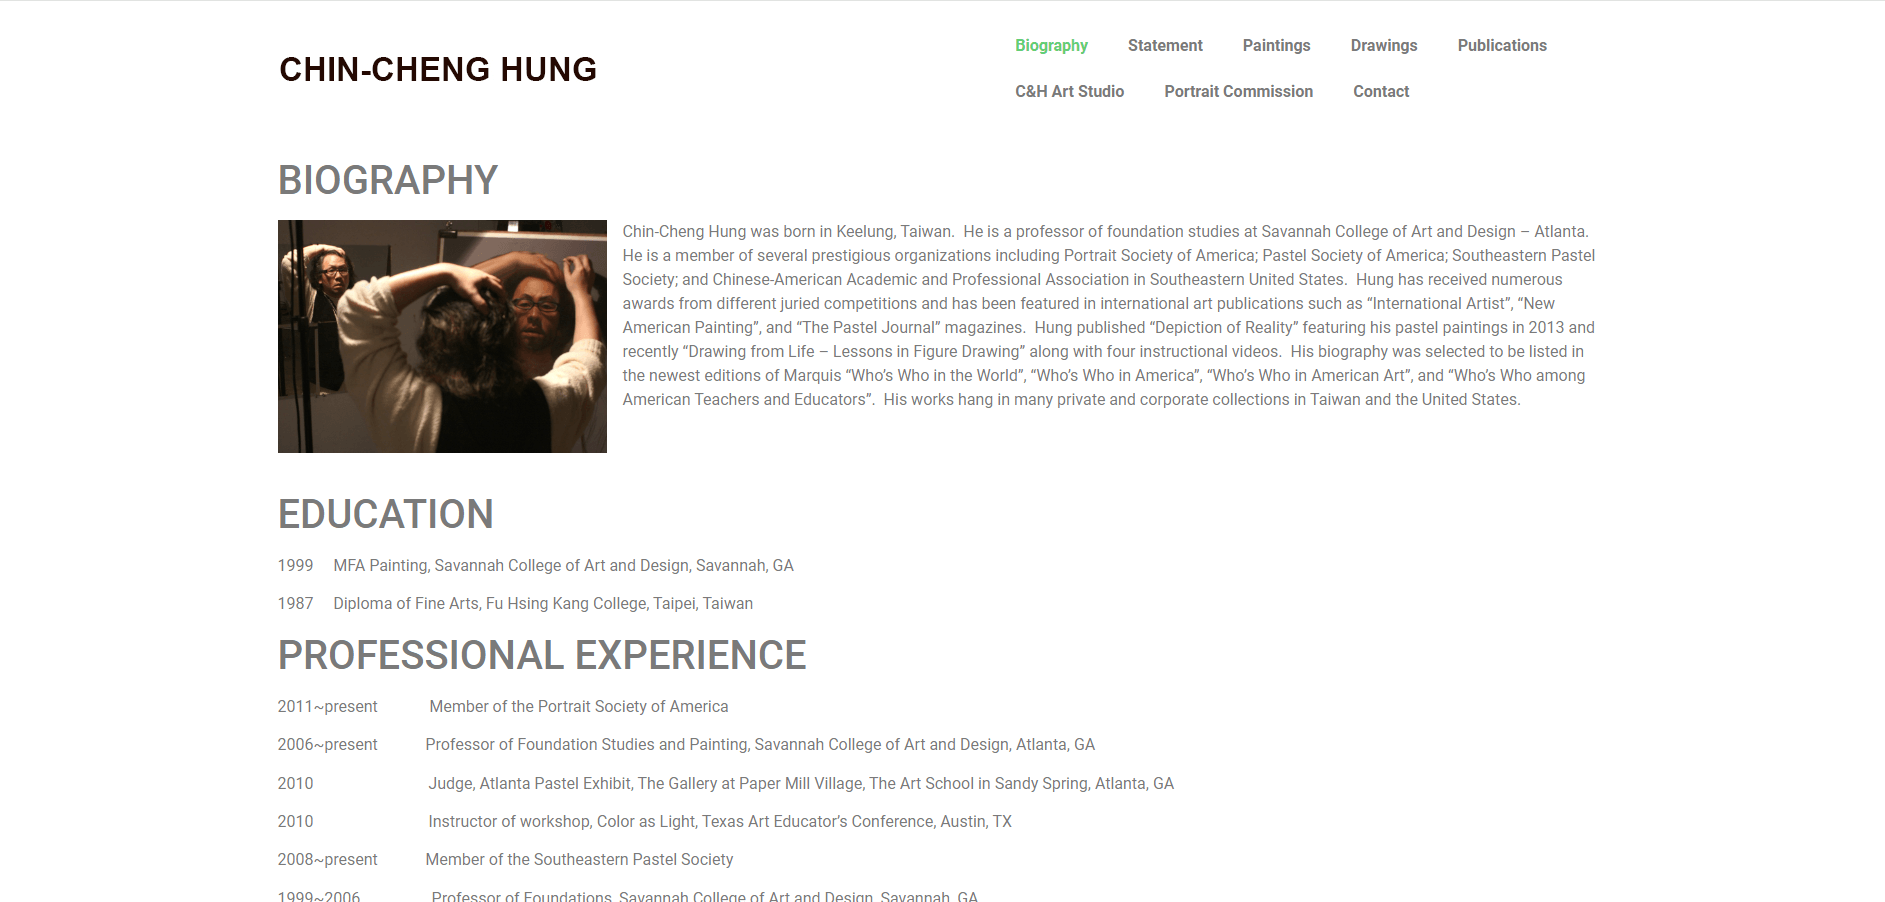 CHIN-CHENG HUNG
Biography Statement Paintings Drawings Publications
C&H Art Studio Portrait Commission Contact
BIOGRAPHY
Chin-Cheng Hung was born in Keelung, Taiwan.  He is a professor of foundation studies at Savannah College of Art and Design – Atlanta.
He is a member of several prestigious organizations including Portrait Society of America; Pastel Society of America; Southeastern Pastel
Society; and Chinese-American Academic and Professional Association in Southeastern United States.  Hung has received numerous
awards from different juried competitions and has been featured in international art publications such as “International Artist”, “New
American Painting”, and “The Pastel Journal” magazines.  Hung published “Depiction of Reality” featuring his pastel paintings in 2013 and
recently “Drawing from Life – Lessons in Figure Drawing” along with four instructional videos.  His biography was selected to be listed in
the newest editions of Marquis “Who’s Who in the World”, “Who’s Who in America”, “Who’s Who in American Art”, and “Who’s Who among
American Teachers and Educators”.  His works hang in many private and corporate collections in Taiwan and the United States.
EDUCATION
1999 MFA Painting, Savannah College of Art and Design, Savannah, GA
1987 Diploma of Fine Arts, Fu Hsing Kang College, Taipei, Taiwan
PROFESSIONAL EXPERIENCE
2011~present Member of the Portrait Society of America
2006~present Professor of Foundation Studies and Painting, Savannah College of Art and Design, Atlanta, GA
2010 Judge, Atlanta Pastel Exhibit, The Gallery at Paper Mill Village, The Art School in Sandy Spring, Atlanta, GA
2010 Instructor of workshop, Color as Light, Texas Art Educator’s Conference, Austin, TX
2008~present Member of the Southeastern Pastel Society
1999~2006 Professor of Foundations, Savannah College of Art and Design, Savannah, GA